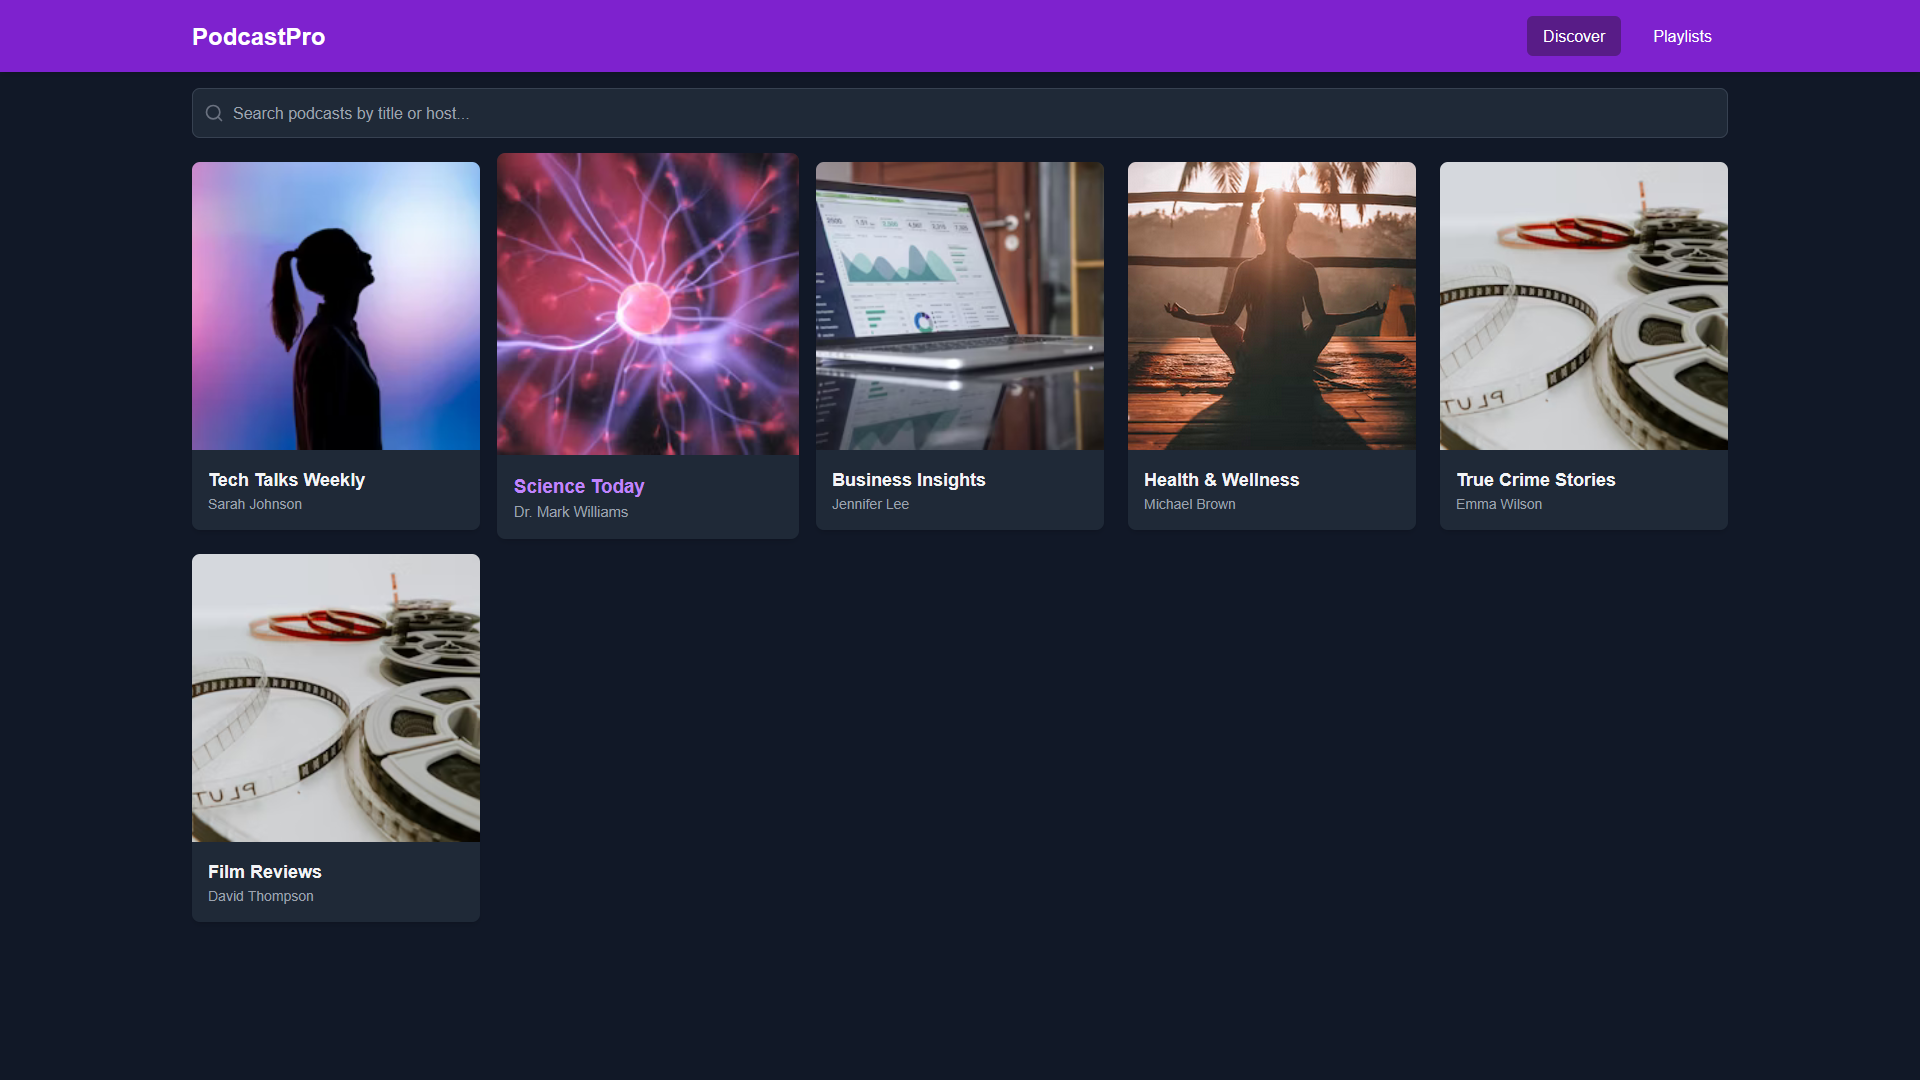 PodcastPro
Discover
Playlists
Search podcasts by title or host...
Tech Talks Weekly
Sarah Johnson
Science Today
Dr. Mark Williams
Business Insights
Jennifer Lee
Health & Wellness
Michael Brown
True Crime Stories
Emma Wilson
Film Reviews
David Thompson